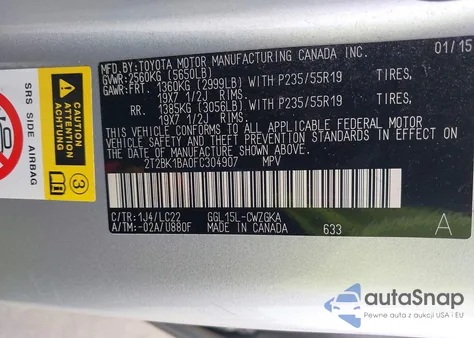 MFD.BY:TOYOTA MOTOR MANUFACTURING CANADA INC. 01/15
GVWR:2560KG (5650LB)
GAWR:FRT. 1360KG (2999LB) WITH P235/55R19 TIRES,
19X7 1/2J RIMS.
RR. 1385KG (3056LB) WITH P235/55R19 TIRES,
19X7 1/2J RIMS.
THIS VEHICLE CONFORMS TO ALL APPLICABLE FEDERAL MOTOR
VEHICLE SAFETY AND THEFT PREVENTION STANDARDS IN EFFECT
ON THE DATE OF MANUFACTURE SHOWN ABOVE.
2T2BK1BA0FC304907 MPV
C/TR:1J4/LC22 GGL15L-CWZGKA
A/TM:-02A/U880F MADE IN CANADA 633 A
SRS SIDE AIRBAG
CAUTION
ATTENTION
ACHTUNG
3
autoSnap
Pewne auta z aukcji USA i EU